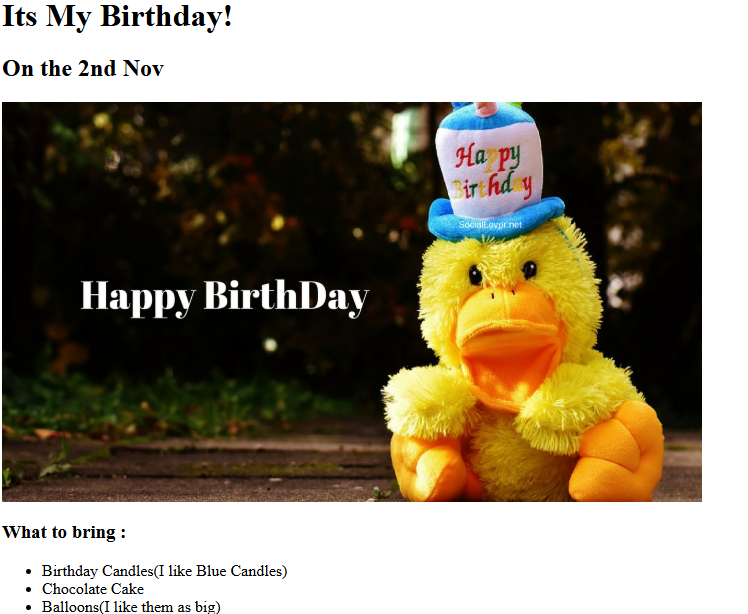 Its My Birthday!
On the 2nd Nov
Happy
Birthday
SocialLover.net
Happy BirthDay
What to bring :
Birthday Candles(I like Blue Candles)
Chocolate Cake
Balloons(I like them as big)